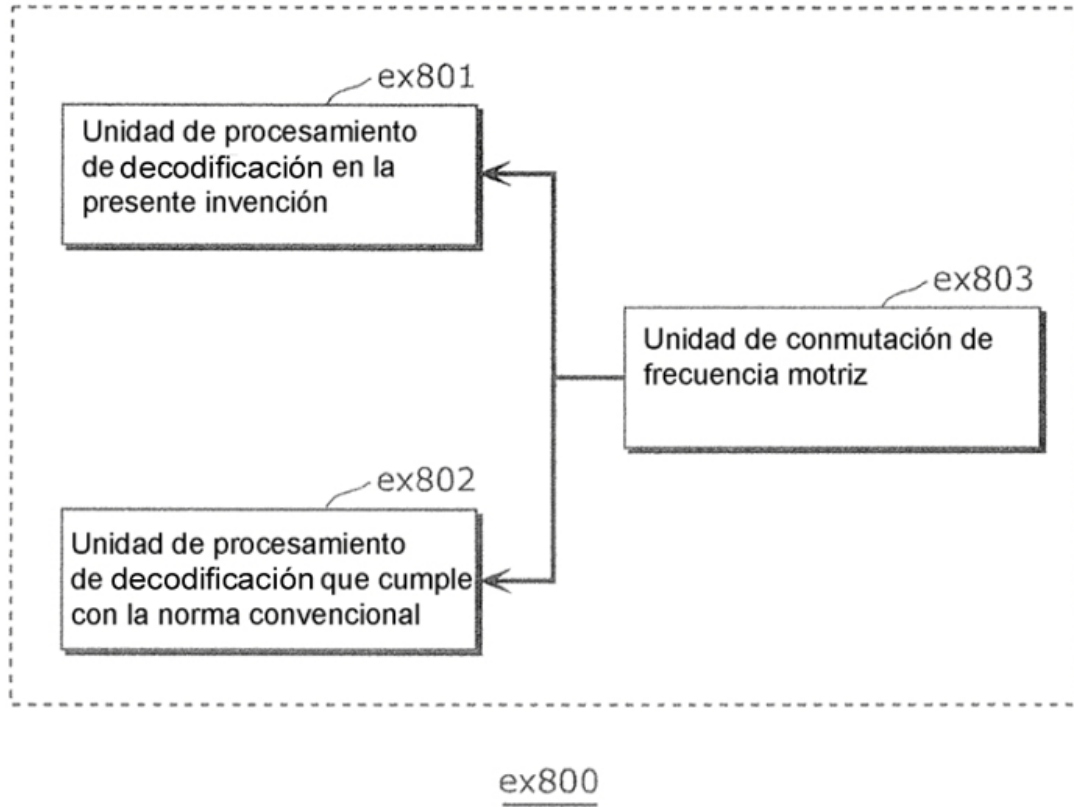 ex801
Unidad de procesamiento
de decodificación en la
presente invención
ex803
Unidad de conmutación de
frecuencia motriz
ex802
Unidad de procesamiento
de decodificación que cumple
con la norma convencional
ex800